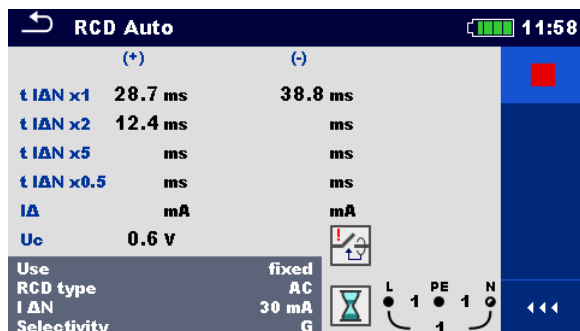 RCD Auto 11:58
(+) (-)
t IΔN x1 28.7 ms 38.8 ms
t IΔN x2 12.4 ms ms
t IΔN x5 ms ms
t IΔN x0.5 ms ms
IΔ mA mA
Uc 0.6 V
Use fixed
RCD type AC
I ΔN 30 mA
Selectivity G
L PE N
1 1
1